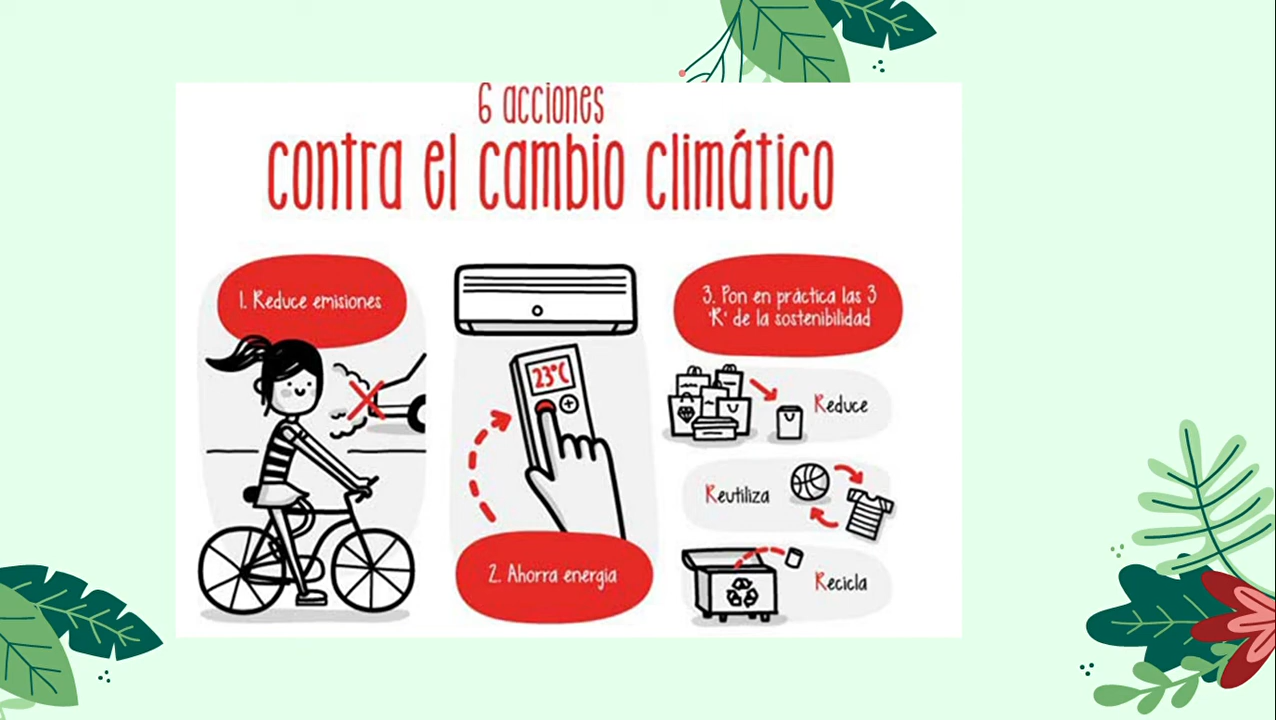 6 acciones
contra el cambio climático
1. Reduce emisiones
23°C
2. Ahorra energía
3. Pon en práctica las 3
'R' de la sostenibilidad
Reduce
Reutiliza
Recicla